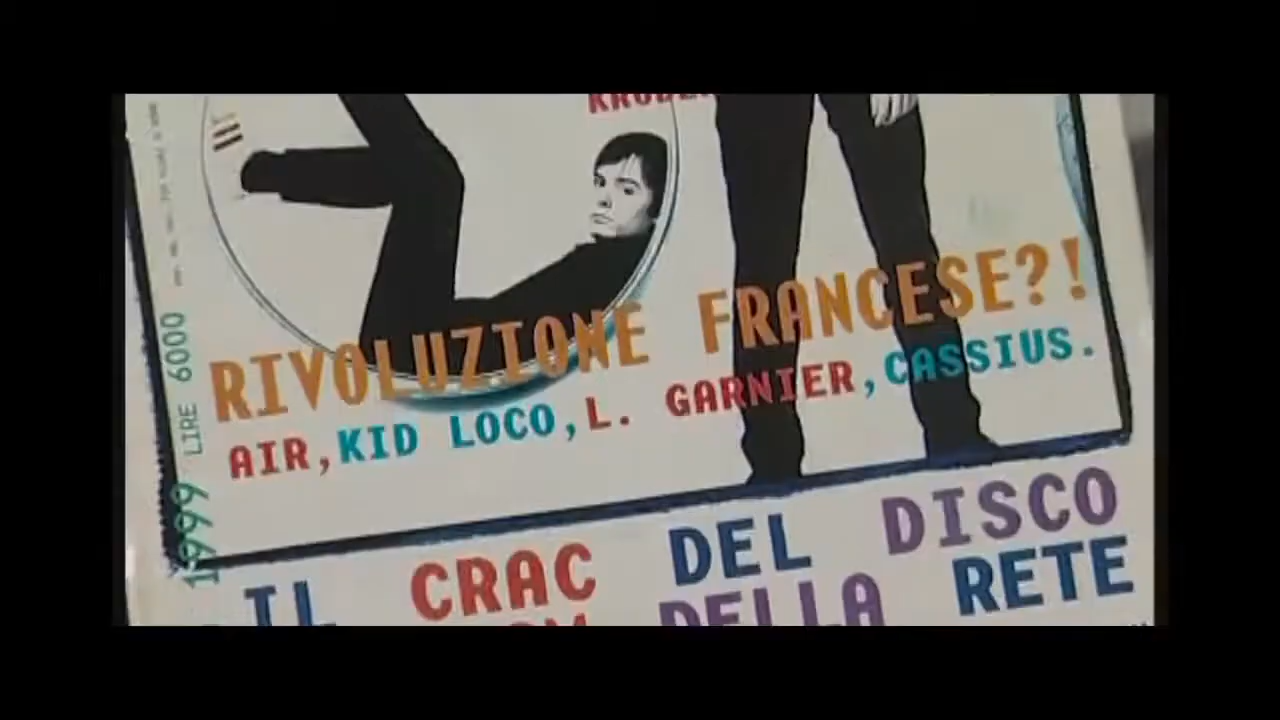 RIVOLUZIONE FRANCESE?!
AIR,KID LOCO,L. GARNIER,CASSIUS.
IL CRAC DEL DISCO
DELLA RETE
1999 LIRE 6000